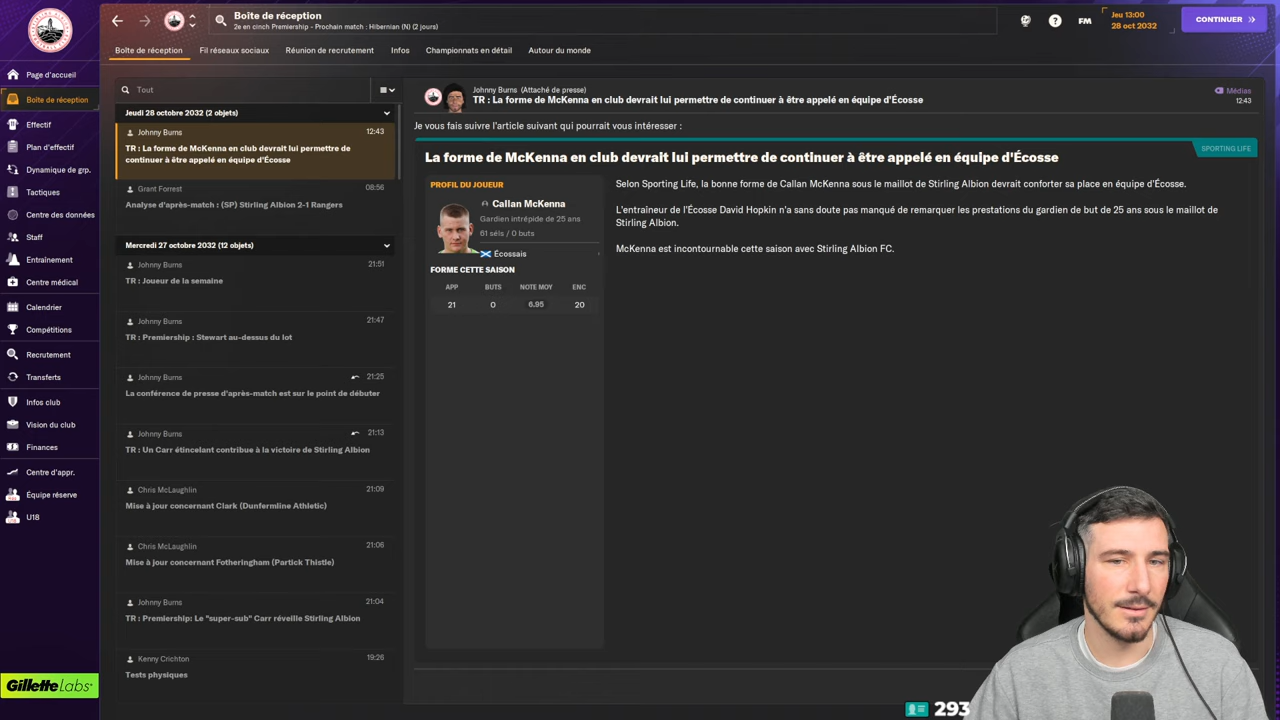 Boîte de réception
2e en cinch Premiership - Prochain match : Hibernian (N) (2 jours)
FM
Jeu 13:00
28 oct 2032
CONTINUER
Boîte de réception
Fil réseaux sociaux
Réunion de recrutement
Infos
Championnats en détail
Autour du monde
Page d'accueil
Boîte de réception
Effectif
Plan d'effectif
Dynamique de grp.
Tactiques
Centre des données
Staff
Entraînement
Centre médical
Calendrier
Compétitions
Recrutement
Transferts
Infos club
Vision du club
Finances
Centre d'appr.
Équipe réserve
U18
Gillette Labs
Tout
Jeudi 28 octobre 2032 (2 objets)
Johnny Burns 12:43
TR : La forme de McKenna en club devrait lui permettre de
continuer à être appelé en équipe d'Écosse
Grant Forrest 08:56
Analyse d'après-match : (SP) Stirling Albion 2-1 Rangers
Mercredi 27 octobre 2032 (12 objets)
Johnny Burns 21:51
TR : Joueur de la semaine
Johnny Burns 21:47
TR : Premiership : Stewart au-dessus du lot
Johnny Burns 21:25
La conférence de presse d'après-match est sur le point de débuter
Johnny Burns 21:13
TR : Un Carr étincelant contribue à la victoire de Stirling Albion
Chris McLaughlin 21:09
Mise à jour concernant Clark (Dunfermline Athletic)
Chris McLaughlin 21:06
Mise à jour concernant Fotheringham (Partick Thistle)
Johnny Burns 21:04
TR : Premiership: Le "super-sub" Carr réveille Stirling Albion
Kenny Crichton 19:26
Tests physiques
Johnny Burns (Attaché de presse)
TR : La forme de McKenna en club devrait lui permettre de continuer à être appelé en équipe d'Écosse
Médias
12:43
Je vous fais suivre l'article suivant qui pourrait vous intéresser :
La forme de McKenna en club devrait lui permettre de continuer à être appelé en équipe d'Écosse
SPORTING LIFE
PROFIL DU JOUEUR
Callan McKenna
Gardien intrépide de 25 ans
61 séls / 0 buts
Écossais
FORME CETTE SAISON
APP BUTS NOTE MOY ENC
21 0 6.95 20
Selon Sporting Life, la bonne forme de Callan McKenna sous le maillot de Stirling Albion devrait conforter sa place en équipe d'Écosse.
L'entraîneur de l'Écosse David Hopkin n'a sans doute pas manqué de remarquer les prestations du gardien de but de 25 ans sous le maillot de
Stirling Albion.
McKenna est incontournable cette saison avec Stirling Albion FC.
293